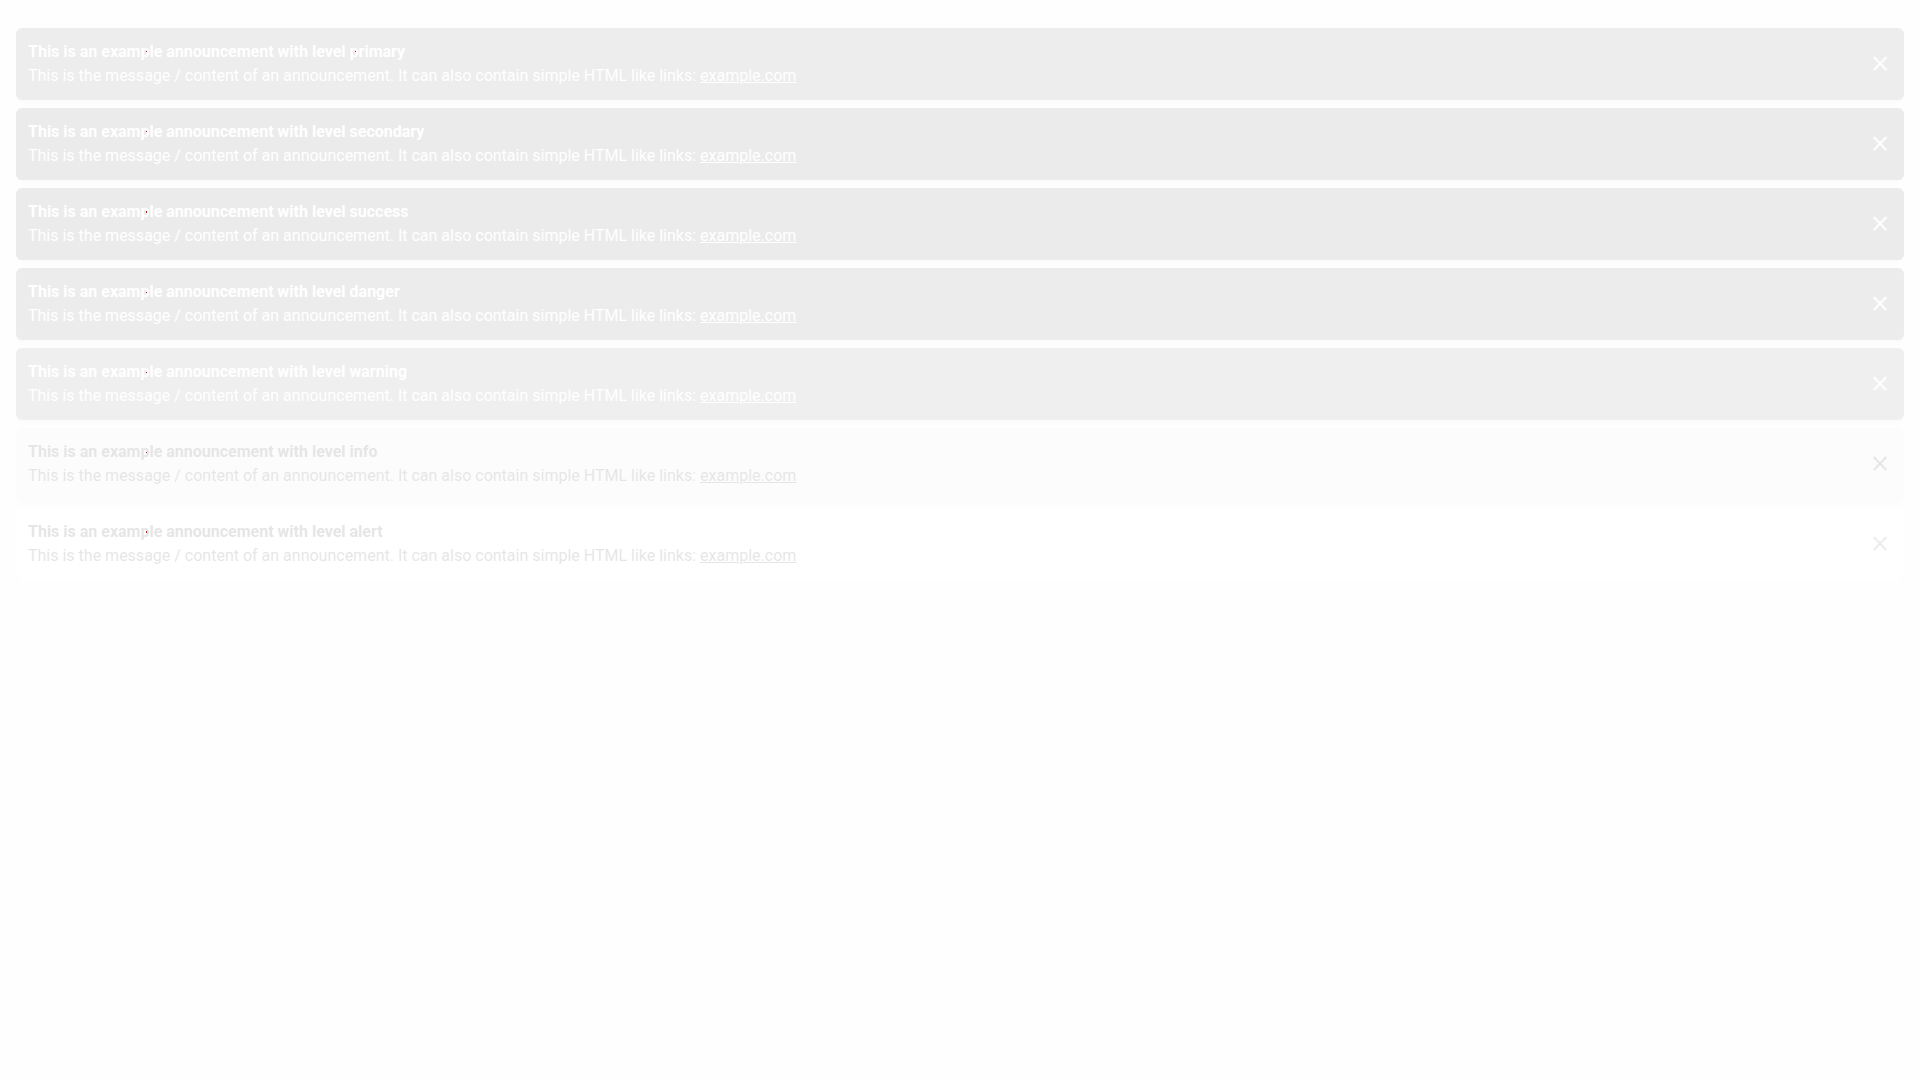 This is an example announcement with level primary
This is the message / content of an announcement. It can also contain simple HTML like links: example.com
This is an example announcement with level secondary
This is the message / content of an announcement. It can also contain simple HTML like links: example.com
This is an example announcement with level success
This is the message / content of an announcement. It can also contain simple HTML like links: example.com
This is an example announcement with level danger
This is the message / content of an announcement. It can also contain simple HTML like links: example.com
This is an example announcement with level warning
This is the message / content of an announcement. It can also contain simple HTML like links: example.com
This is an example announcement with level info
This is the message / content of an announcement. It can also contain simple HTML like links: example.com
This is an example announcement with level alert
This is the message / content of an announcement. It can also contain simple HTML like links: example.com